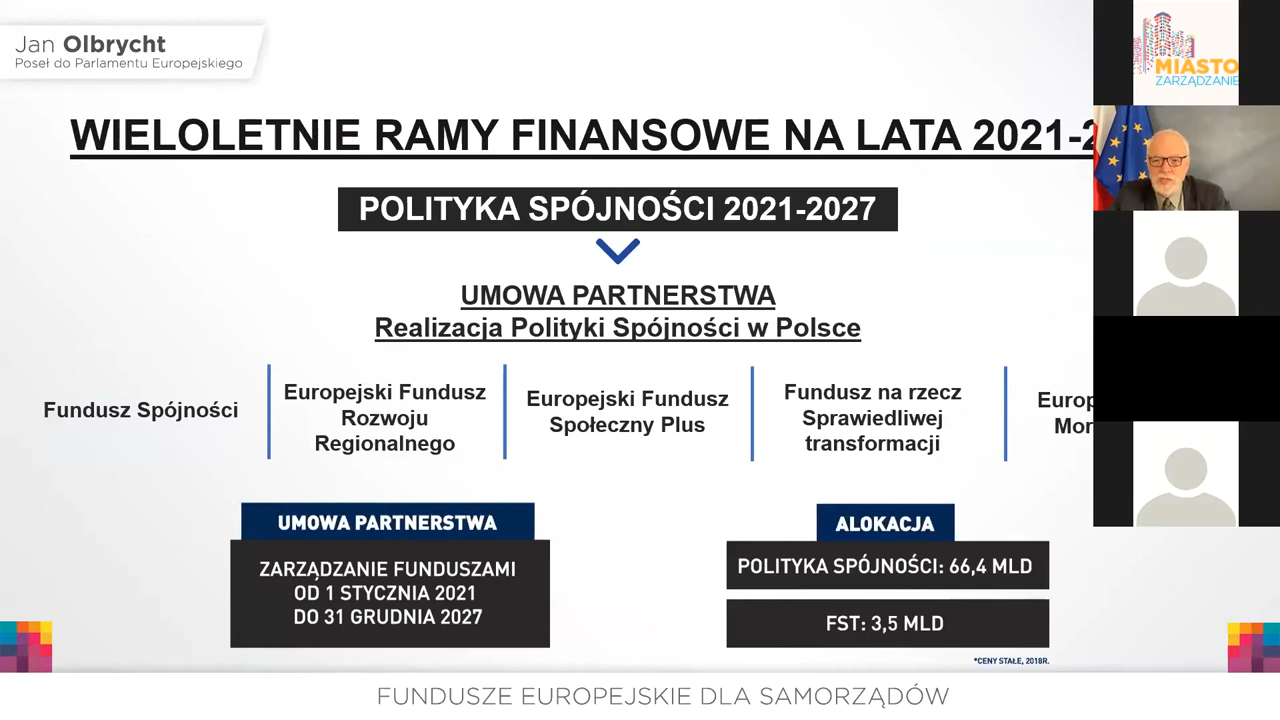 Jan Olbrycht
Poseł do Parlamentu Europejskiego
MIASTO
ZARZĄDZANIE
WIELOLETNIE RAMY FINANSOWE NA LATA 2021-2
POLITYKA SPÓJNOŚCI 2021-2027
UMOWA PARTNERSTWA
Realizacja Polityki Spójności w Polsce
Fundusz Spójności
Europejski Fundusz
Rozwoju
Regionalnego
Europejski Fundusz
Społeczny Plus
Fundusz na rzecz
Sprawiedliwej
transformacji
Europ
Mor
UMOWA PARTNERSTWA
ZARZĄDZANIE FUNDUSZAMI
OD 1 STYCZNIA 2021
DO 31 GRUDNIA 2027
ALOKACJA
POLITYKA SPÓJNOŚCI: 66,4 MLD
FST: 3,5 MLD
*CENY STAŁE, 2018R.
FUNDUSZE EUROPEJSKIE DLA SAMORZĄDÓW